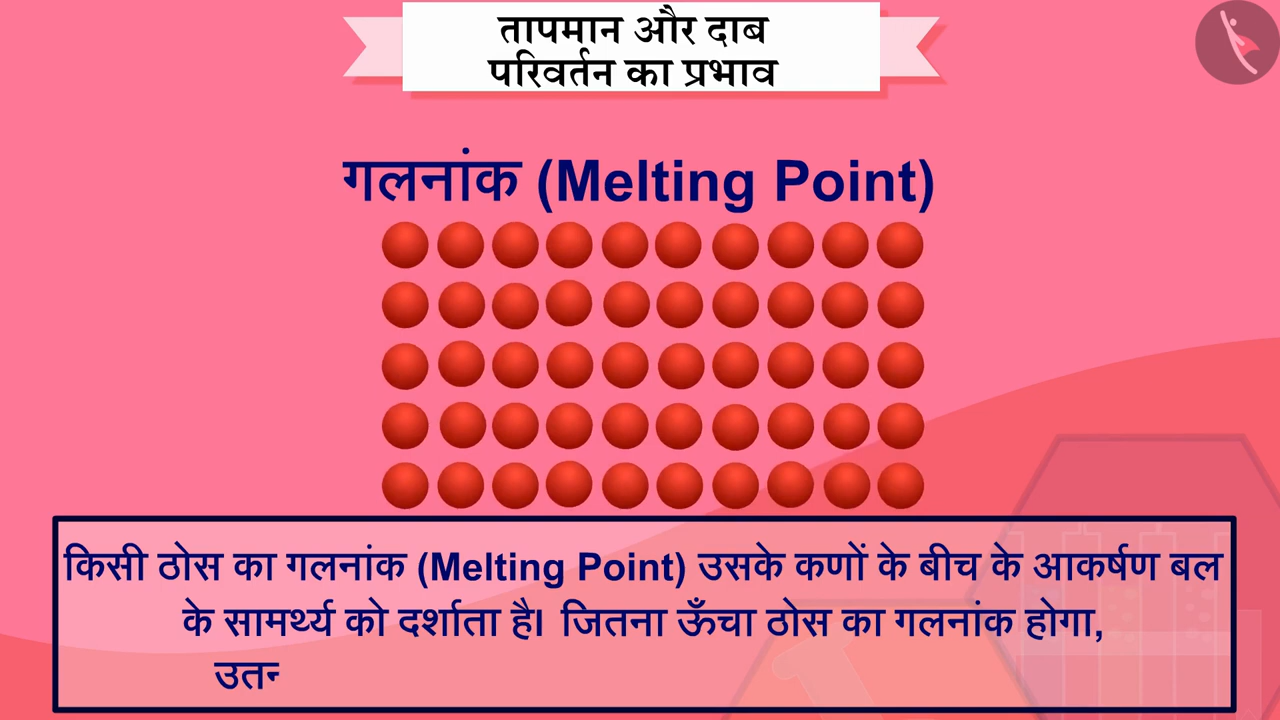 तापमान और दाब
परिवर्तन का प्रभाव
गलनांक (Melting Point)
किसी ठोस का गलनांक (Melting Point) उसके कणों के बीच के आकर्षण बल
के सामर्थ्य को दर्शाता है। जितना ऊँचा ठोस का गलनांक होगा,